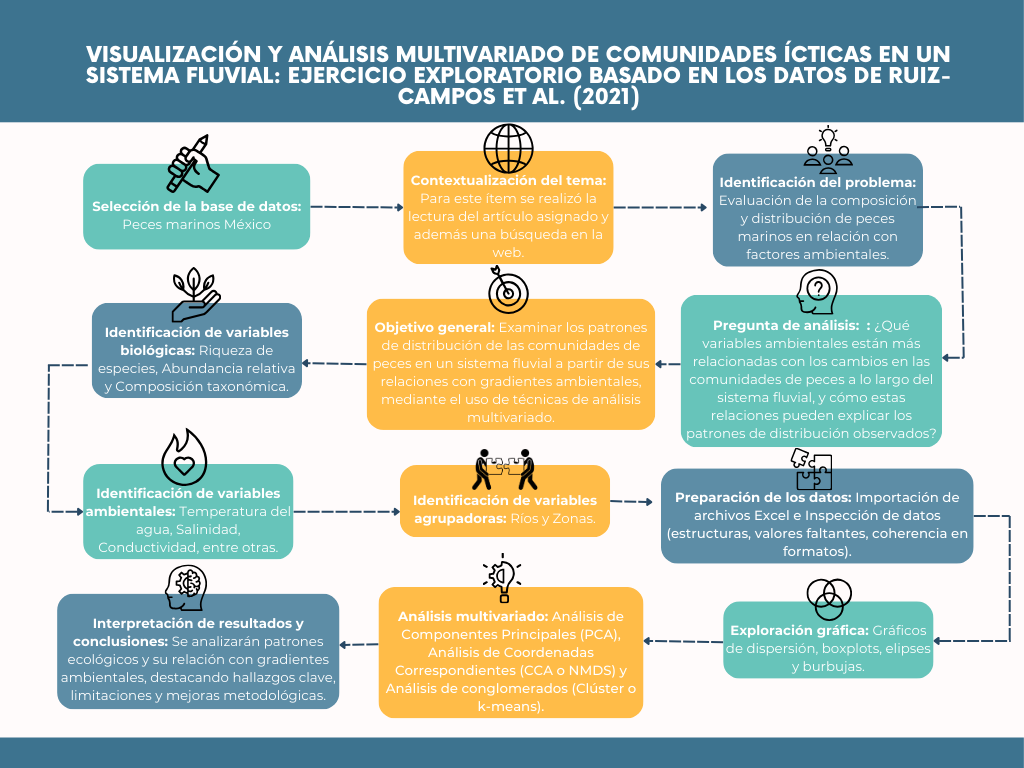 VISUALIZACIÓN Y ANÁLISIS MULTIVARIADO DE COMUNIDADES ÍCTICAS EN UN
SISTEMA FLUVIAL: EJERCICIO EXPLORATORIO BASADO EN LOS DATOS DE RUIZ-
CAMPOS ET AL. (2021)
Selección de la base de datos:
Peces marinos México
Contextualización del tema:
Para este ítem se realizó la
lectura del artículo asignado y
además una búsqueda en la
web.
Identificación del problema:
Evaluación de la composición
y distribución de peces
marinos en relación con
factores ambientales.
Pregunta de análisis:  : ¿Qué
variables ambientales están más
relacionadas con los cambios en las
comunidades de peces a lo largo del
sistema fluvial, y cómo estas
relaciones pueden explicar los
patrones de distribución observados?
Objetivo general: Examinar los patrones
de distribución de las comunidades de
peces en un sistema fluvial a partir de sus
relaciones con gradientes ambientales,
mediante el uso de técnicas de análisis
multivariado.
Identificación de variables
biológicas: Riqueza de
especies, Abundancia relativa
y Composición taxonómica.
Identificación de variables
ambientales: Temperatura del
agua, Salinidad,
Conductividad, entre otras.
Identificación de variables
agrupadoras: Ríos y Zonas.
Preparación de los datos: Importación de
archivos Excel e Inspección de datos
(estructuras, valores faltantes, coherencia en
formatos).
Exploración gráfica: Gráficos
de dispersión, boxplots, elipses
y burbujas.
Análisis multivariado: Análisis de
Componentes Principales (PCA),
Análisis de Coordenadas
Correspondientes (CCA o NMDS) y
Análisis de conglomerados (Clúster o
k-means).
Interpretación de resultados y
conclusiones: Se analizarán patrones
ecológicos y su relación con gradientes
ambientales, destacando hallazgos clave,
limitaciones y mejoras metodológicas.